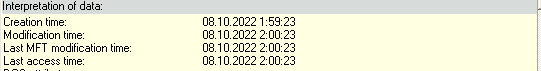 Interpretation of data:
Creation time: 08.10.2022 1:59:23
Modification time: 08.10.2022 2:00:23
Last MFT modification time: 08.10.2022 2:00:23
Last access time: 08.10.2022 2:00:23